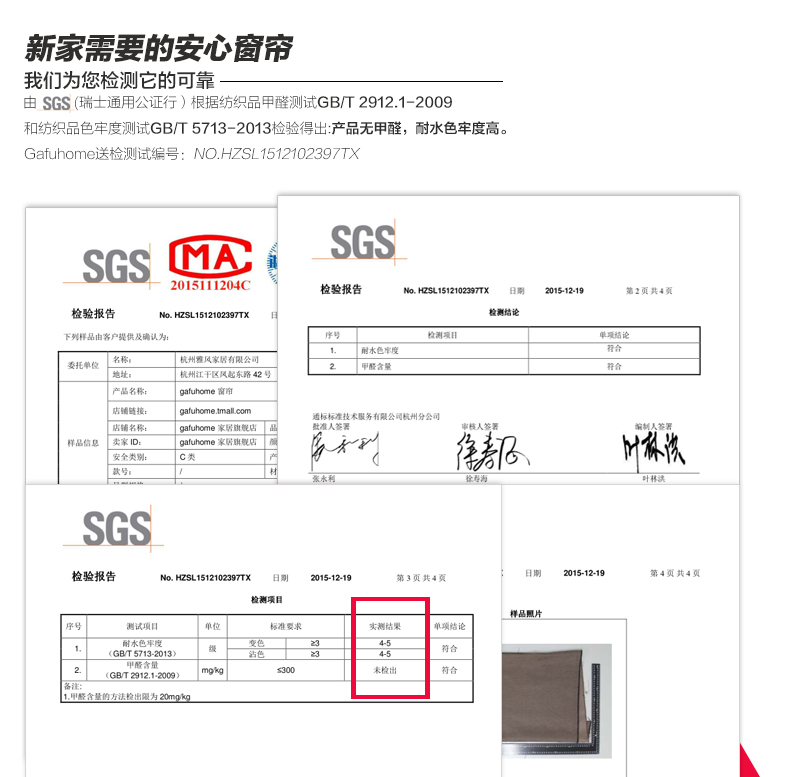 新家需要的安心窗帘
我们为您检测它的可靠
由 SGS (瑞士通用公证行 ) 根据纺织品甲醛测试GB/T 2912.1-2009
和纺织品色牢度测试GB/T 5713-2013检验得出:产品无甲醛，耐水色牢度高。
Gafuhome送检测试编号：NO.HZSL1512102397TX
SGS
MA
2015111204C
检验报告
No. HZSL1512102397TX
下列样品由客户提供及确认为:
委托单位 名称: 杭州雅风家居有限公司
地址: 杭州江干区凤起东路 42 号
样品信息
产品名称: gafuhome 窗帘
店铺链接: gafuhome.tmall.com
店铺名称: gafuhome 家居旗舰店 品
卖家 ID: gafuhome 家居旗舰店 颜
安全类别: C 类 产
款号: / 材
SGS
检验报告
No. HZSL1512102397TX 日期 2015-12-19 第 2 页 共 4 页
检测结论
序号 检测项目 单项结论
1. 耐水色牢度 符合
2. 甲醛含量 符合
通标标准技术服务有限公司杭州分公司
批准人签署 审核人签署 编制人签署
张永利 徐寿海 叶林洪
SGS
检验报告
No. HZSL1512102397TX 日期 2015-12-19 第 3 页 共 4 页
检测项目
序号 测试项目 单位 标准要求 实测结果 单项结论
1. 耐水色牢度 级 变色 ≥3 4-5 符合
（GB/T 5713-2013） 沾色 ≥3 4-5
2. 甲醛含量 mg/kg ≤300 未检出 符合
（GB/T 2912.1-2009）
备注:
1.甲醛含量的方法检出限为 20mg/kg
日期 2015-12-19 第 4 页 共 4 页
样品照片